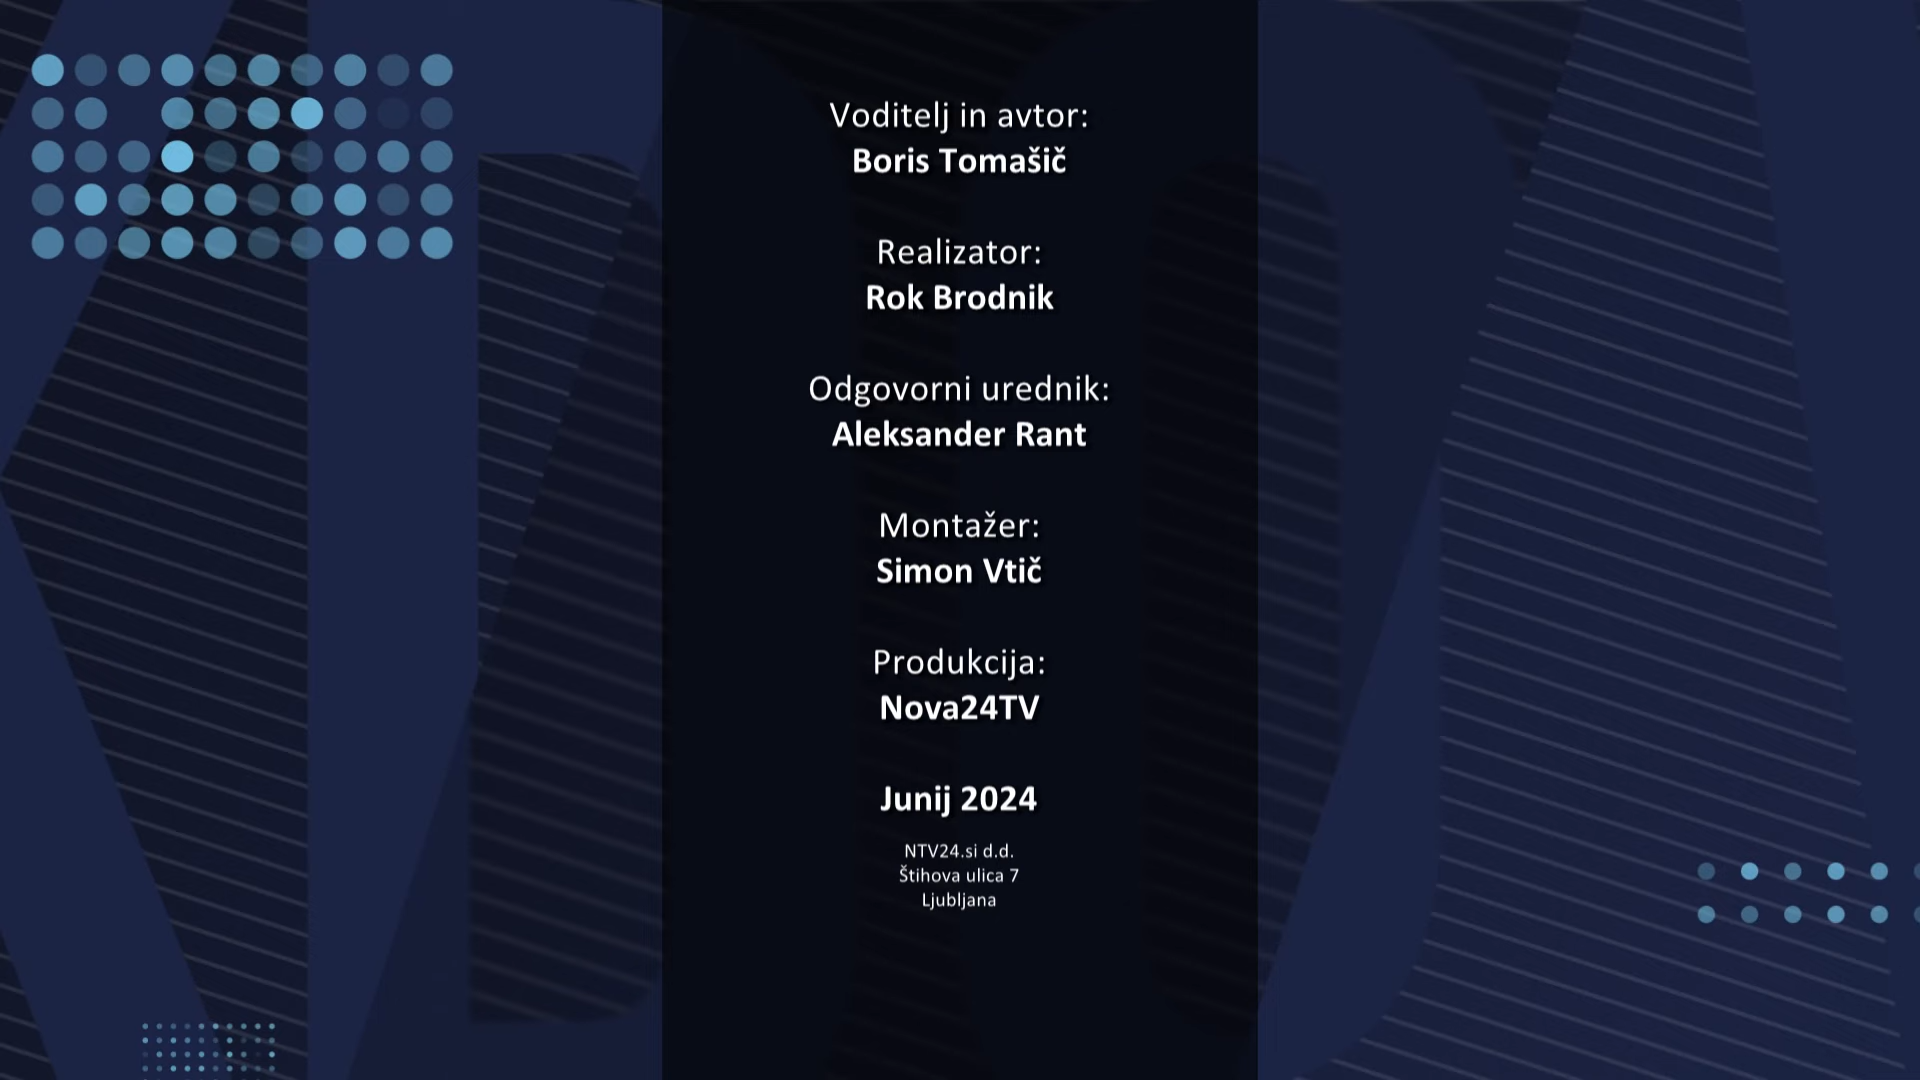 Voditelj in avtor:
Boris Tomašič
Realizator:
Rok Brodnik
Odgovorni urednik:
Aleksander Rant
Montažer:
Simon Vtič
Produkcija:
Nova24TV
Junij 2024
NTV24.si d.d.
Štihova ulica 7
Ljubljana